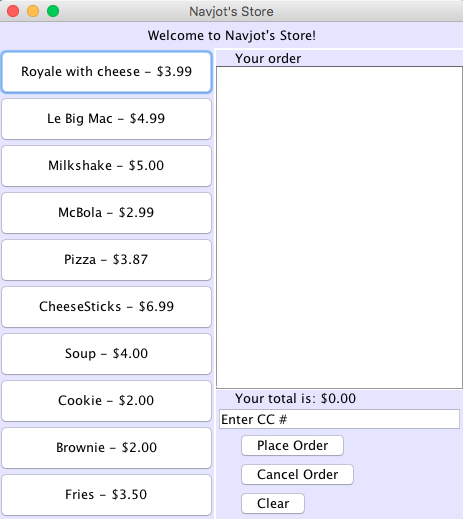 Navjot's Store
Welcome to Navjot's Store!
Royale with cheese – $3.99
Le Big Mac – $4.99
Milkshake – $5.00
McBola – $2.99
Pizza – $3.87
CheeseSticks – $6.99
Soup – $4.00
Cookie – $2.00
Brownie – $2.00
Fries – $3.50
Your order
Your total is: $0.00
Enter CC #
Place Order
Cancel Order
Clear